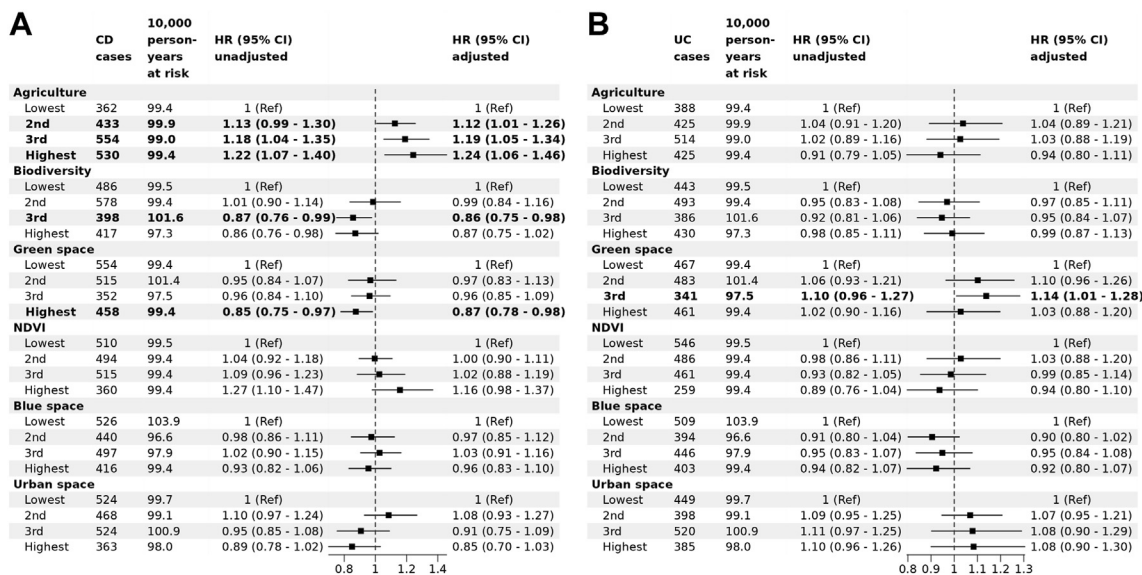 A
CD cases 10,000 person-years at risk HR (95% CI) unadjusted HR (95% CI) adjusted
Agriculture
Lowest 362 99.4 1 (Ref) 1 (Ref)
2nd 433 99.9 1.13 (0.99 - 1.30) 1.12 (1.01 - 1.26)
3rd 554 99.0 1.18 (1.04 - 1.35) 1.19 (1.05 - 1.34)
Highest 530 99.4 1.22 (1.07 - 1.40) 1.24 (1.06 - 1.46)
Biodiversity
Lowest 486 99.5 1 (Ref) 1 (Ref)
2nd 578 99.4 1.01 (0.90 - 1.14) 0.99 (0.84 - 1.16)
3rd 398 101.6 0.87 (0.76 - 0.99) 0.86 (0.75 - 0.98)
Highest 417 97.3 0.86 (0.76 - 0.98) 0.87 (0.75 - 1.02)
Green space
Lowest 554 99.4 1 (Ref) 1 (Ref)
2nd 515 101.4 0.95 (0.84 - 1.07) 0.97 (0.83 - 1.13)
3rd 352 97.5 0.96 (0.84 - 1.10) 0.96 (0.85 - 1.09)
Highest 458 99.4 0.85 (0.75 - 0.97) 0.87 (0.78 - 0.98)
NDVI
Lowest 510 99.5 1 (Ref) 1 (Ref)
2nd 494 99.4 1.04 (0.92 - 1.18) 1.00 (0.90 - 1.11)
3rd 515 99.4 1.09 (0.96 - 1.23) 1.02 (0.88 - 1.19)
Highest 360 99.4 1.27 (1.10 - 1.47) 1.16 (0.98 - 1.37)
Blue space
Lowest 526 103.9 1 (Ref) 1 (Ref)
2nd 440 96.6 0.98 (0.86 - 1.11) 0.97 (0.85 - 1.12)
3rd 497 97.9 1.02 (0.90 - 1.15) 1.03 (0.91 - 1.16)
Highest 416 99.4 0.93 (0.82 - 1.06) 0.96 (0.83 - 1.10)
Urban space
Lowest 524 99.7 1 (Ref) 1 (Ref)
2nd 468 99.1 1.10 (0.97 - 1.24) 1.08 (0.93 - 1.27)
3rd 524 100.9 0.95 (0.85 - 1.08) 0.91 (0.75 - 1.09)
Highest 363 98.0 0.89 (0.78 - 1.02) 0.85 (0.70 - 1.03)
0.8 1 1.2 1.4
B
UC cases 10,000 person-years at risk HR (95% CI) unadjusted HR (95% CI) adjusted
Agriculture
Lowest 388 99.4 1 (Ref) 1 (Ref)
2nd 425 99.9 1.04 (0.91 - 1.20) 1.04 (0.89 - 1.21)
3rd 514 99.0 1.02 (0.89 - 1.16) 1.03 (0.88 - 1.19)
Highest 425 99.4 0.91 (0.79 - 1.05) 0.94 (0.80 - 1.11)
Biodiversity
Lowest 443 99.5 1 (Ref) 1 (Ref)
2nd 493 99.4 0.95 (0.83 - 1.08) 0.97 (0.85 - 1.11)
3rd 386 101.6 0.92 (0.81 - 1.06) 0.95 (0.84 - 1.07)
Highest 430 97.3 0.98 (0.85 - 1.11) 0.99 (0.87 - 1.13)
Green space
Lowest 467 99.4 1 (Ref) 1 (Ref)
2nd 483 101.4 1.06 (0.93 - 1.21) 1.10 (0.96 - 1.26)
3rd 341 97.5 1.10 (0.96 - 1.27) 1.14 (1.01 - 1.28)
Highest 461 99.4 1.02 (0.90 - 1.16) 1.03 (0.88 - 1.20)
NDVI
Lowest 546 99.5 1 (Ref) 1 (Ref)
2nd 486 99.4 0.98 (0.86 - 1.11) 1.03 (0.88 - 1.20)
3rd 461 99.4 0.93 (0.82 - 1.05) 0.99 (0.85 - 1.14)
Highest 259 99.4 0.89 (0.76 - 1.04) 0.94 (0.80 - 1.10)
Blue space
Lowest 509 103.9 1 (Ref) 1 (Ref)
2nd 394 96.6 0.91 (0.80 - 1.04) 0.90 (0.80 - 1.02)
3rd 446 97.9 0.95 (0.83 - 1.07) 0.95 (0.84 - 1.08)
Highest 403 99.4 0.94 (0.82 - 1.07) 0.92 (0.80 - 1.07)
Urban space
Lowest 449 99.7 1 (Ref) 1 (Ref)
2nd 398 99.1 1.09 (0.95 - 1.25) 1.07 (0.95 - 1.21)
3rd 520 100.9 1.11 (0.97 - 1.25) 1.08 (0.90 - 1.29)
Highest 385 98.0 1.10 (0.96 - 1.26) 1.08 (0.90 - 1.30)
0.8 0.9 1 1.1 1.2 1.3